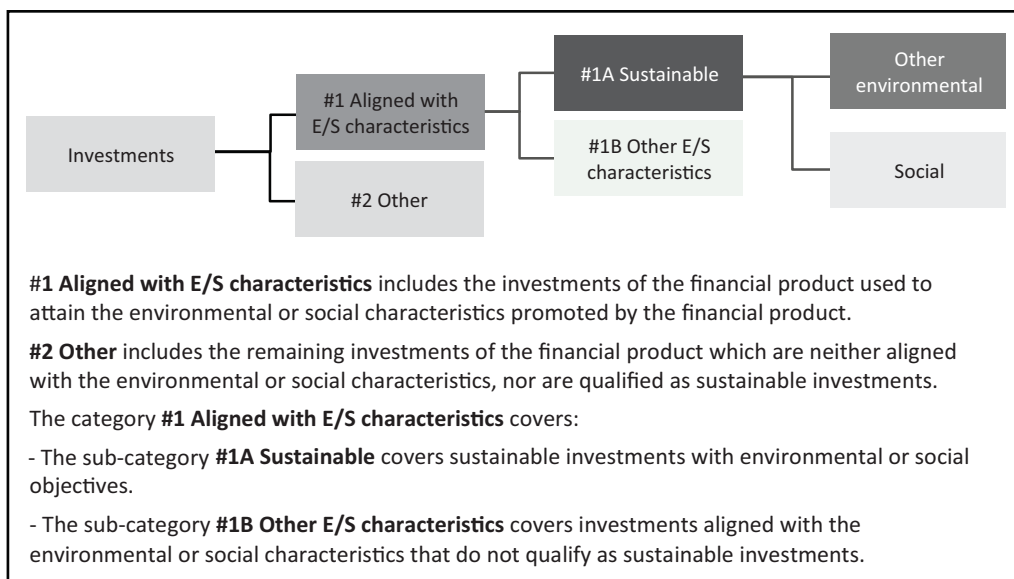 Investments
#1 Aligned with
E/S characteristics
#2 Other
#1A Sustainable
#1B Other E/S
characteristics
Other
environmental
Social
#1 Aligned with E/S characteristics includes the investments of the financial product used to
attain the environmental or social characteristics promoted by the financial product.
#2 Other includes the remaining investments of the financial product which are neither aligned
with the environmental or social characteristics, nor are qualified as sustainable investments.
The category #1 Aligned with E/S characteristics covers:
- The sub-category #1A Sustainable covers sustainable investments with environmental or social
objectives.
- The sub-category #1B Other E/S characteristics covers investments aligned with the
environmental or social characteristics that do not qualify as sustainable investments.